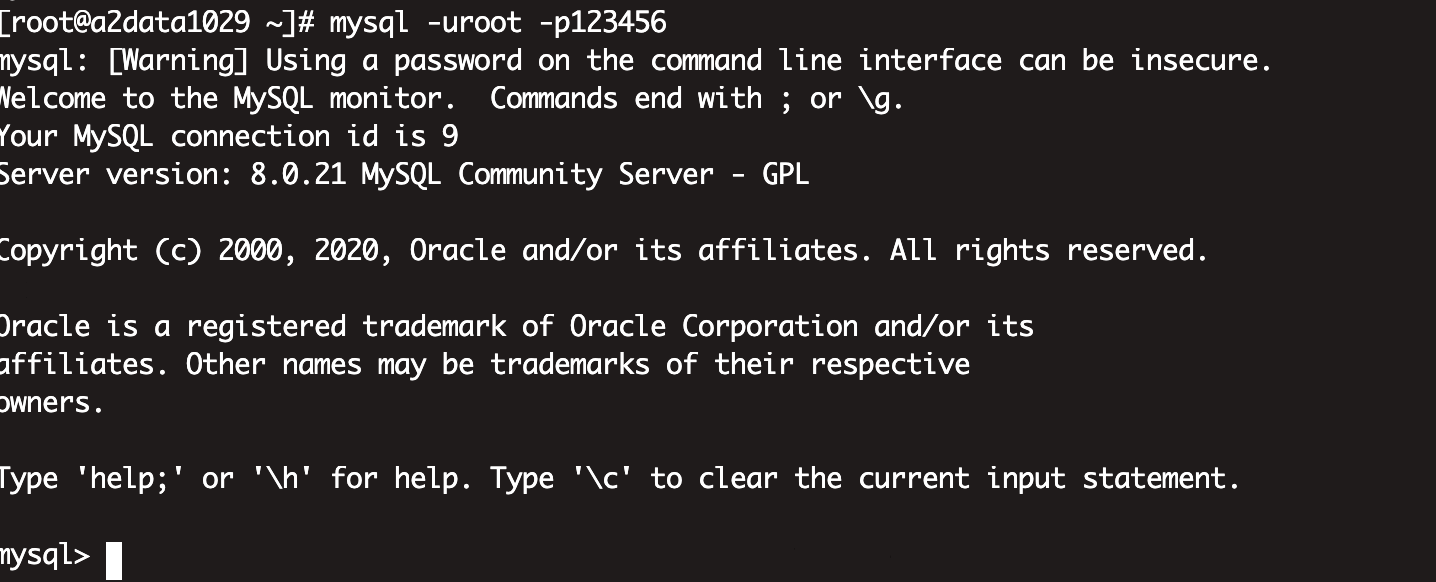 [root@a2data1029 ~]# mysql -uroot -p123456
mysql: [Warning] Using a password on the command line interface can be insecure.
Welcome to the MySQL monitor.  Commands end with ; or \g.
Your MySQL connection id is 9
Server version: 8.0.21 MySQL Community Server - GPL

Copyright (c) 2000, 2020, Oracle and/or its affiliates. All rights reserved.

Oracle is a registered trademark of Oracle Corporation and/or its
affiliates. Other names may be trademarks of their respective
owners.

Type 'help;' or '\h' for help. Type '\c' to clear the current input statement.

mysql>